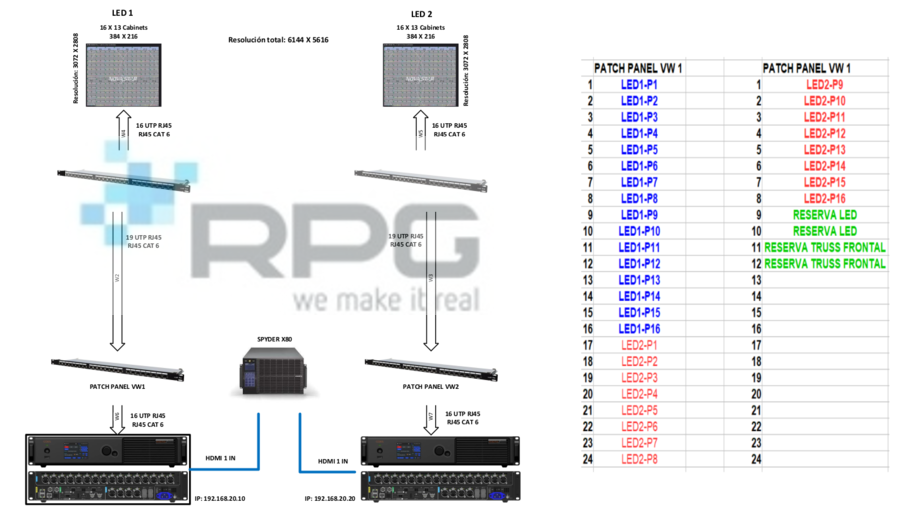 LED 1
16 X 13 Cabinets
384 X 216
Resolución: 3072 X 2808
Resolución total: 6144 X 5616
LED 2
16 X 13 Cabinets
384 X 216
Resolución: 3072 X 2808
W4
16 UTP RJ45
RJ45 CAT 6
W5
16 UTP RJ45
RJ45 CAT 6
RPG
we make it real
19 UTP RJ45
RJ45 CAT 6
W2
19 UTP RJ45
RJ45 CAT 6
W3
SPYDER X80
PATCH PANEL VW1
PATCH PANEL VW2
W6
16 UTP RJ45
RJ45 CAT 6
W7
16 UTP RJ45
RJ45 CAT 6
HDMI 1 IN
HDMI 1 IN
IP: 192.168.20.10
IP: 192.168.20.20
PATCH PANEL VW 1 PATCH PANEL VW 1
1 LED1-P1 1 LED2-P9
2 LED1-P2 2 LED2-P10
3 LED1-P3 3 LED2-P11
4 LED1-P4 4 LED2-P12
5 LED1-P5 5 LED2-P13
6 LED1-P6 6 LED2-P14
7 LED1-P7 7 LED2-P15
8 LED1-P8 8 LED2-P16
9 LED1-P9 9 RESERVA LED
10 LED1-P10 10 RESERVA LED
11 LED1-P11 11 RESERVA TRUSS FRONTAL
12 LED1-P12 12 RESERVA TRUSS FRONTAL
13 LED1-P13 13
14 LED1-P14 14
15 LED1-P15 15
16 LED1-P16 16
17 LED2-P1 17
18 LED2-P2 18
19 LED2-P3 19
20 LED2-P4 20
21 LED2-P5 21
22 LED2-P6 22
23 LED2-P7 23
24 LED2-P8 24